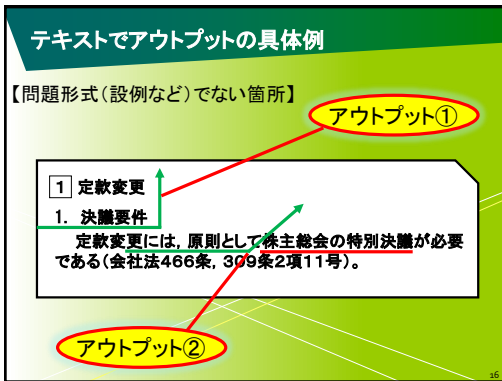 テキストでアウトプットの具体例
【問題形式(設例など)でない箇所】
アウトプット①
1 定款変更
1. 決議要件
定款変更には, 原則として株主総会の特別決議が必要
である(会社法466条, 309条2項11号)。
アウトプット②
16